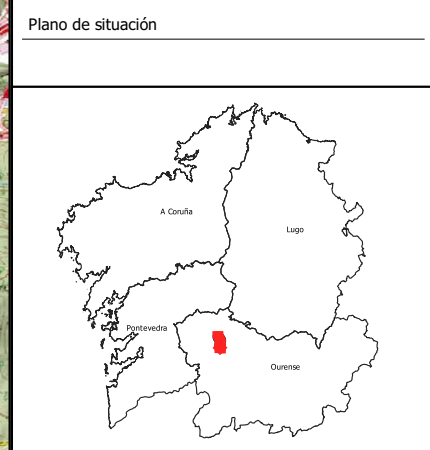 Plano de situación
A Coruña
Lugo
Pontevedra
Ourense